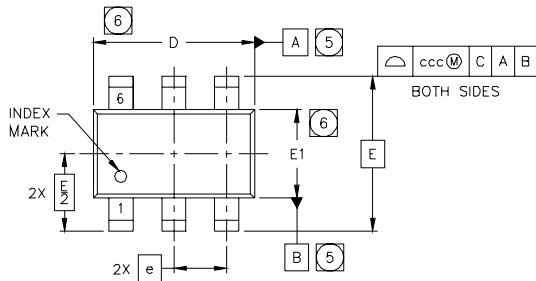 6
D
A 5
ccc Ⓜ C A B
BOTH SIDES
6
INDEX
MARK
E1
6
E
2X E/2
1
B 5
2X e